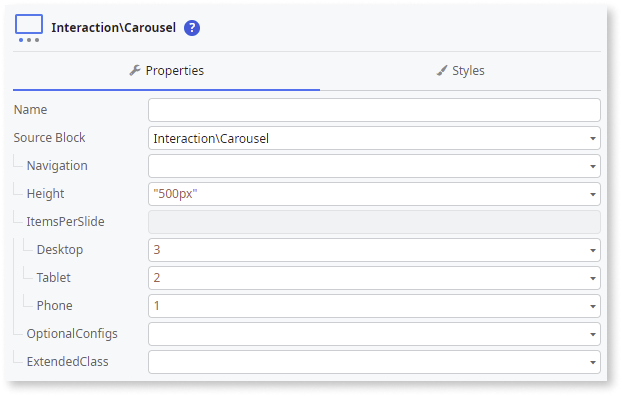 Interaction\Carousel ?
Properties
Styles
Name
Source Block Interaction\Carousel
Navigation
Height "500px"
ItemsPerSlide
Desktop 3
Tablet 2
Phone 1
OptionalConfigs
ExtendedClass